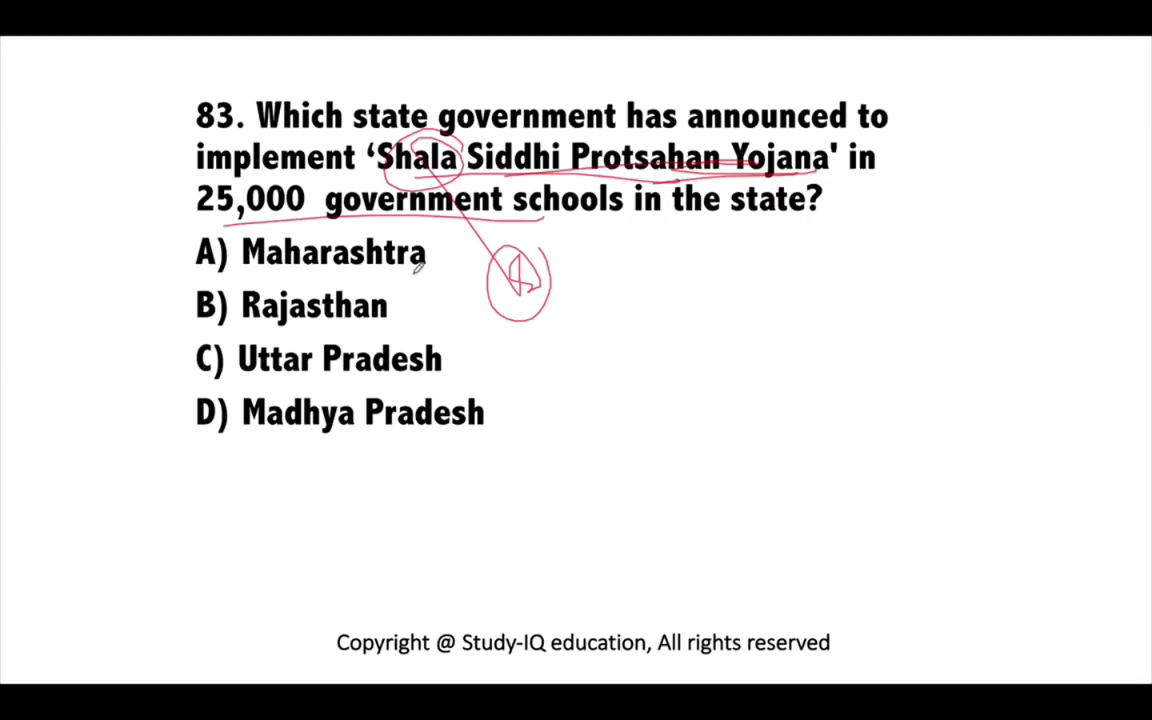 83. Which state government has announced to
implement ‘Shala Siddhi Protsahan Yojana' in
25,000 government schools in the state?
A) Maharashtra
B) Rajasthan
C) Uttar Pradesh
D) Madhya Pradesh
Copyright @ Study-IQ education, All rights reserved